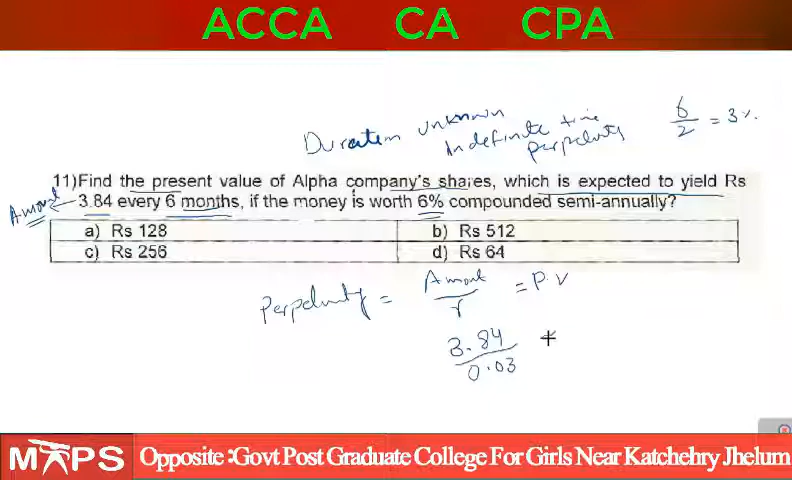 ACCA CA CPA
Duration unknown
Indefinite time
perpetuity
6/2 = 3%
11)Find the present value of Alpha company's shares, which is expected to yield Rs
Amount
3.84 every 6 months, if the money is worth 6% compounded semi-annually?
a) Rs 128 b) Rs 512
c) Rs 256 d) Rs 64
Perpetuity = Amount/r = P.V
3.84/0.03
MAPS Opposite :Govt Post Graduate College For Girls Near Katchehry Jhelum